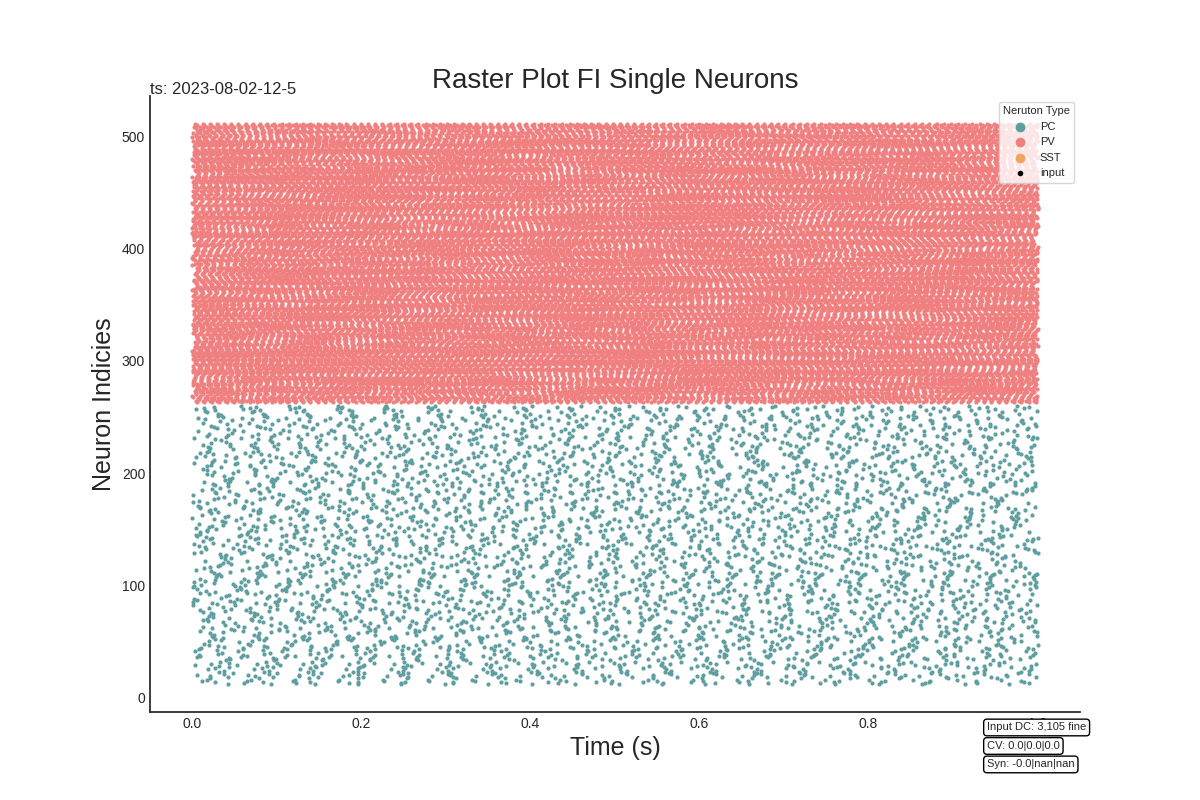 Raster Plot FI Single Neurons
ts: 2023-08-02-12-5
Neruton Type
PC
PV
SST
input
500
400
300
200
100
0
Neuron Indicies
0.0 0.2 0.4 0.6 0.8
Time (s)
Input DC: 3,105 fine
CV: 0.0|0.0|0.0
Syn: -0.0|nan|nan